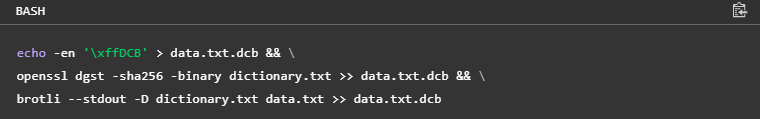 BASH
echo -en '\xffDCB' > data.txt.dcb && \
openssl dgst -sha256 -binary dictionary.txt >> data.txt.dcb && \
brotli --stdout -D dictionary.txt data.txt >> data.txt.dcb